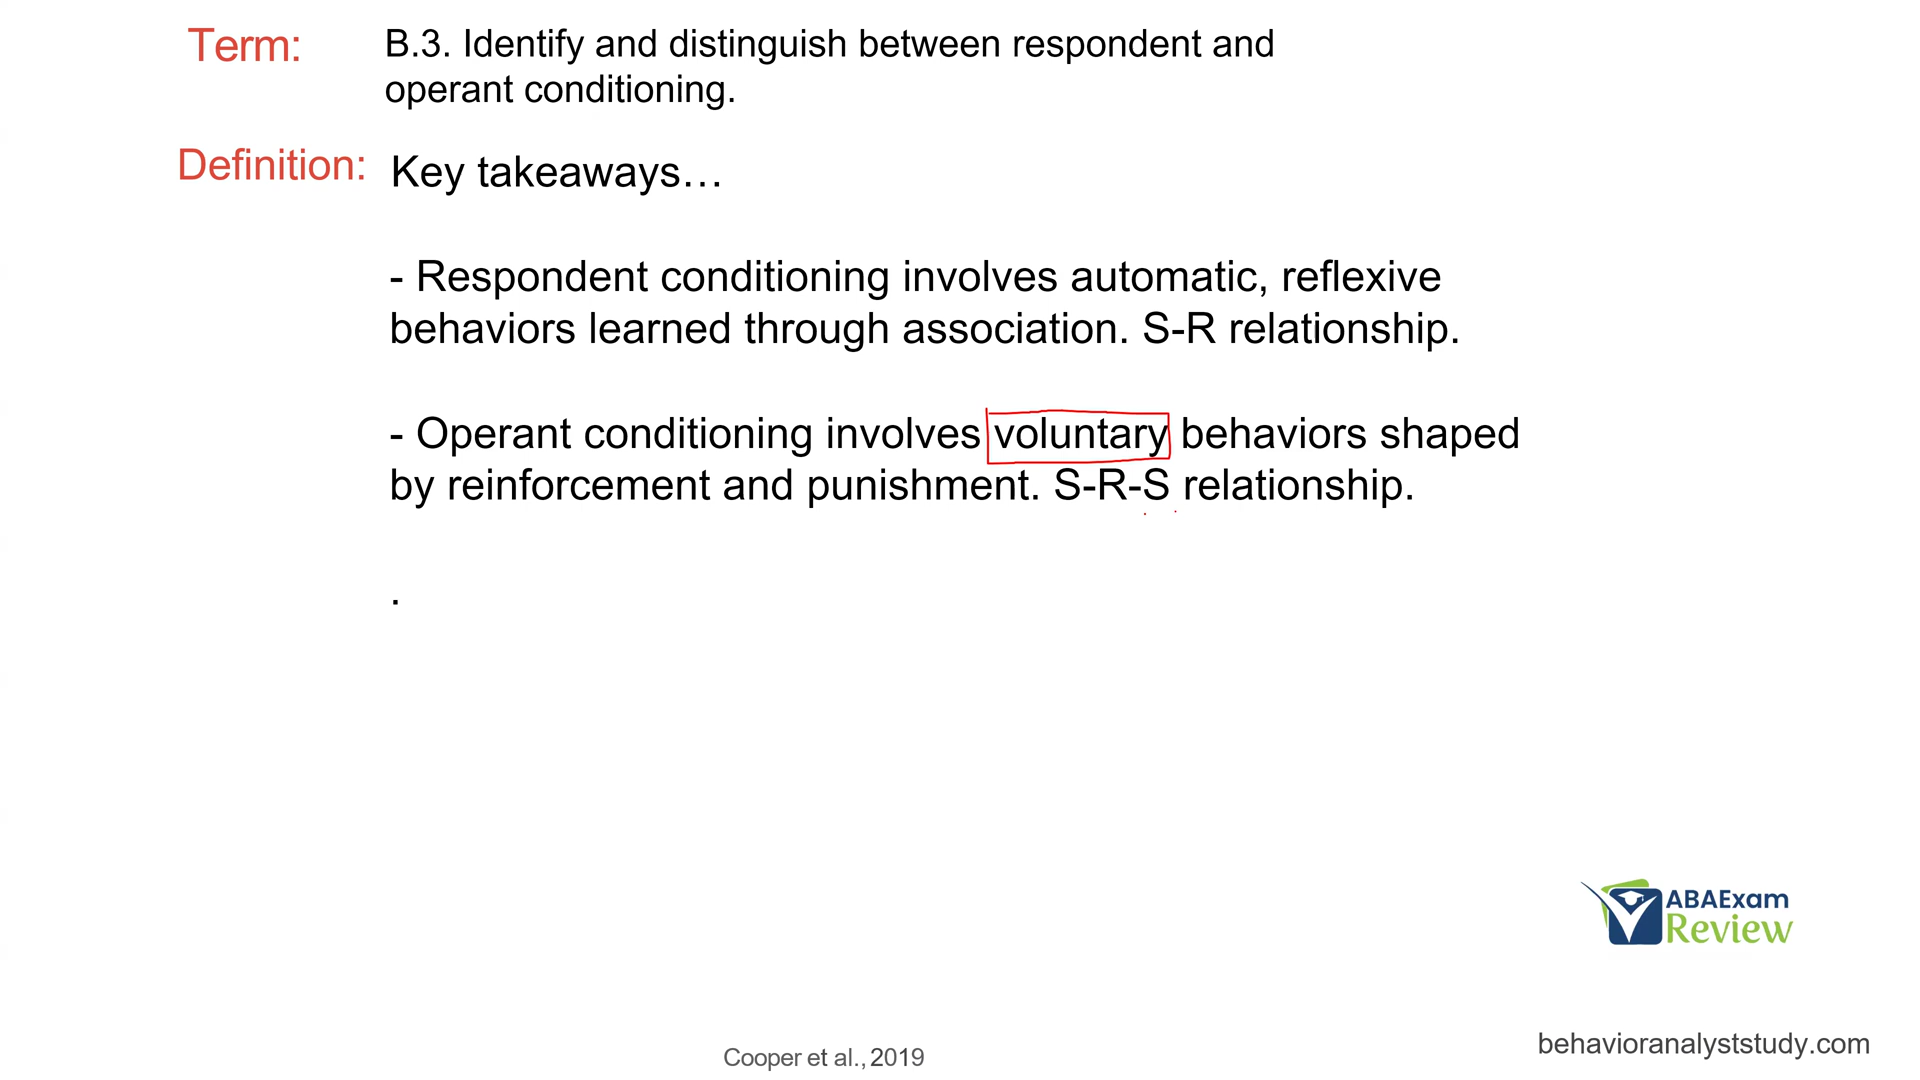 Term:
B.3. Identify and distinguish between respondent and
operant conditioning.
Definition:
Key takeaways…
- Respondent conditioning involves automatic, reflexive
behaviors learned through association. S-R relationship.
- Operant conditioning involves voluntary behaviors shaped
by reinforcement and punishment. S-R-S relationship.
.
ABAExam
Review
behavioranalyststudy.com
Cooper et al., 2019